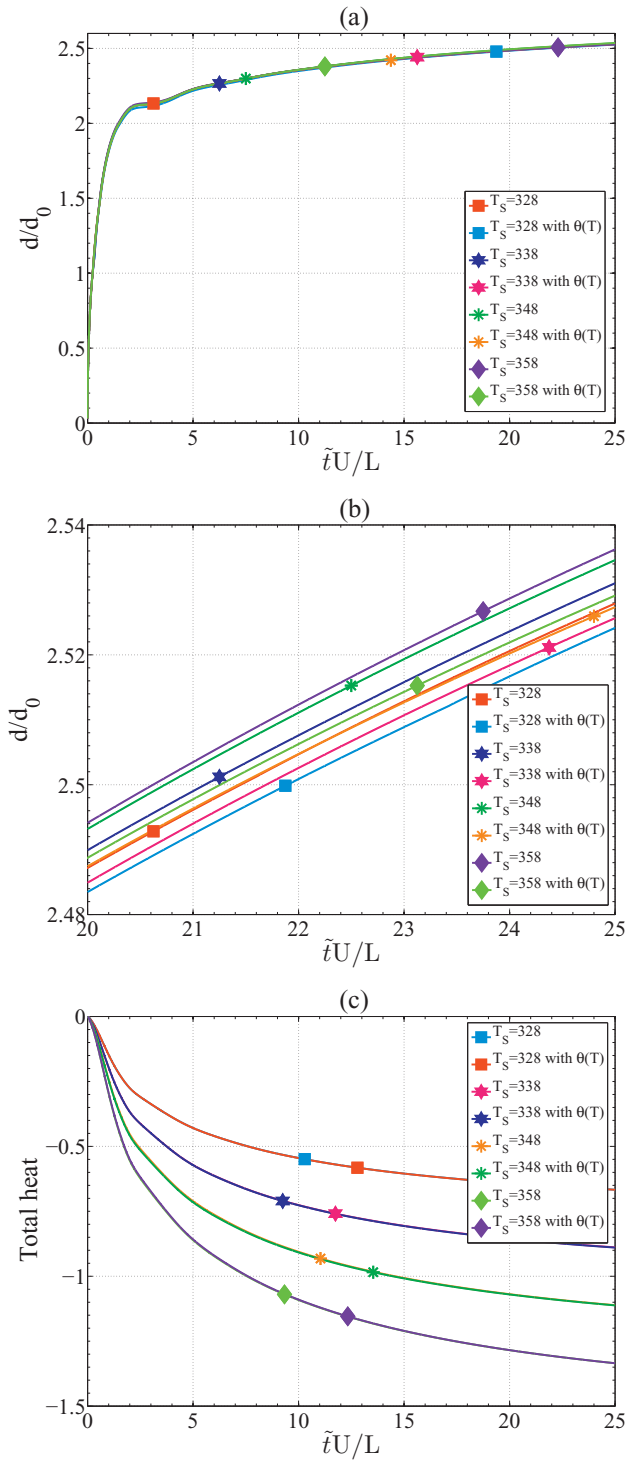 (a)
2.5
2
1.5
1
0.5
0
d/d_0
T_S=328
T_S=328 with θ(T)
T_S=338
T_S=338 with θ(T)
T_S=348
T_S=348 with θ(T)
T_S=358
T_S=358 with θ(T)
0 5 10 15 20 25
t̃U/L
(b)
2.54
2.52
2.5
2.48
d/d_0
T_S=328
T_S=328 with θ(T)
T_S=338
T_S=338 with θ(T)
T_S=348
T_S=348 with θ(T)
T_S=358
T_S=358 with θ(T)
20 21 22 23 24 25
t̃U/L
(c)
0
−0.5
−1
−1.5
Total heat
T_S=328
T_S=328 with θ(T)
T_S=338
T_S=338 with θ(T)
T_S=348
T_S=348 with θ(T)
T_S=358
T_S=358 with θ(T)
0 5 10 15 20 25
t̃U/L